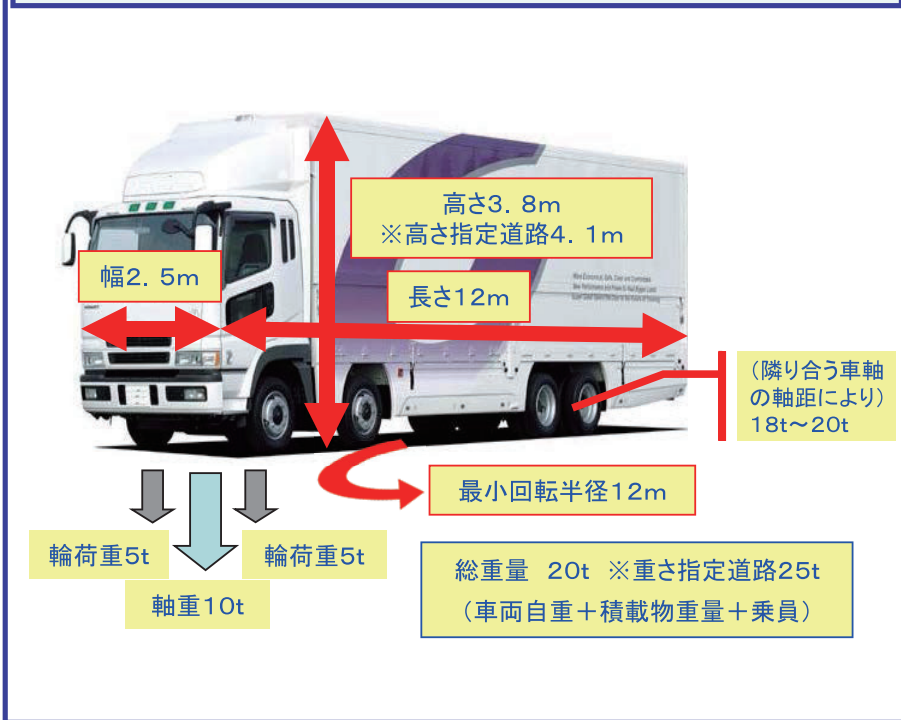 高さ3．8m
※高さ指定道路4．1m
幅2．5m
長さ12m
（隣り合う車軸
の軸距により）
18t～20t
最小回転半径12m
輪荷重5t
輪荷重5t
軸重10t
総重量　20t　※重さ指定道路25t
（車両自重＋積載物重量＋乗員）